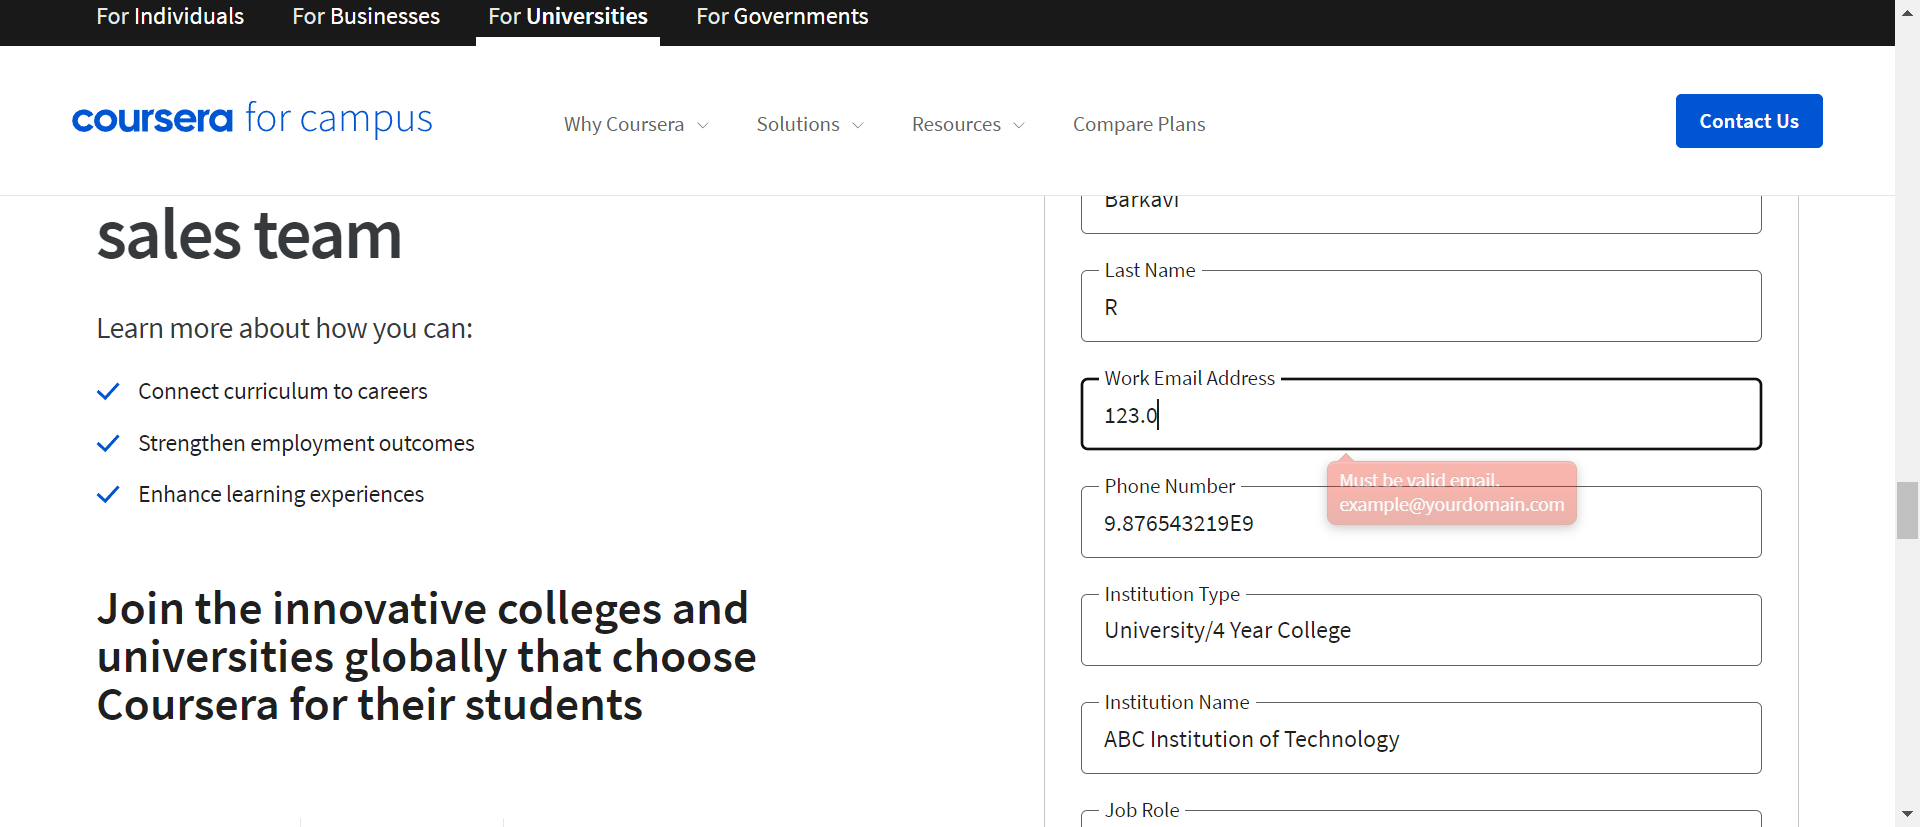 For Individuals
For Businesses
For Universities
For Governments
coursera for campus
Why Coursera
Solutions
Resources
Compare Plans
Contact Us
sales team
Learn more about how you can:
Connect curriculum to careers
Strengthen employment outcomes
Enhance learning experiences
Join the innovative colleges and
universities globally that choose
Coursera for their students
Barkavi
Last Name
R
Work Email Address
123.0
Must be valid email.
example@yourdomain.com
Phone Number
9.876543219E9
Institution Type
University/4 Year College
Institution Name
ABC Institution of Technology
Job Role